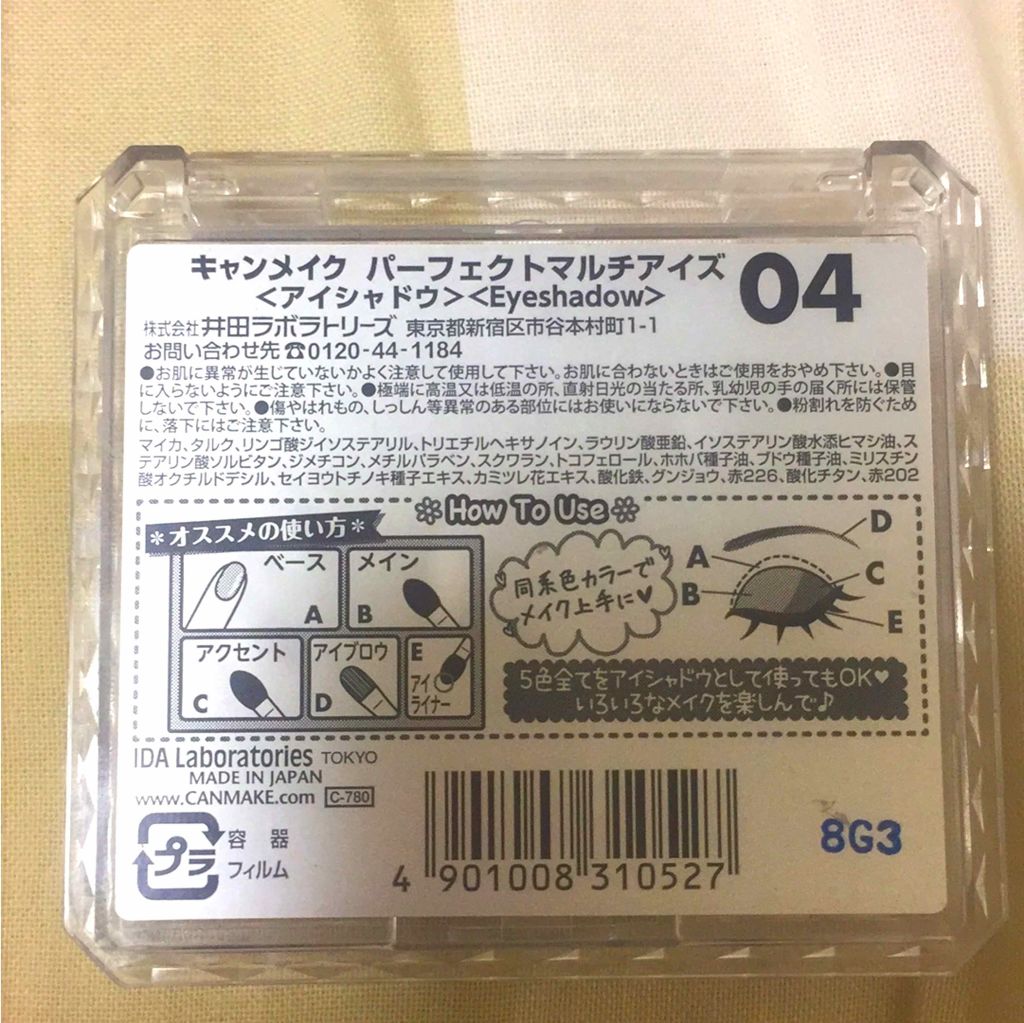 キャンメイク パーフェクトマルチアイズ 04
<アイシャドウ><Eyeshadow>
株式会社 井田ラボラトリーズ 東京都新宿区市谷本村町1-1
お問い合わせ先 ☎0120-44-1184
●お肌に異常が生じていないかよく注意して使用して下さい。お肌に合わないときはご使用をおやめ下さい。●目
に入らないようにご注意下さい。●極端に高温又は低温の所、直射日光の当たる所、乳幼児の手の届く所には保管
しないで下さい。●傷やはれもの、しっしん等異常のある部位にはお使いにならないで下さい。●粉割れを防ぐため
に、落下にはご注意下さい。
マイカ、タルク、リンゴ酸ジイソステアリル、トリエチルヘキサノイン、ラウリン酸亜鉛、イソステアリン酸水添ヒマシ油、ス
テアリン酸ソルビタン、ジメチコン、メチルパラベン、スクワラン、トコフェロール、ホホバ種子油、ブドウ種子油、ミリスチン
酸オクチルドデシル、セイヨウトチノキ種子エキス、カミツレ花エキス、酸化鉄、グンジョウ、赤226、酸化チタン、赤202
How To Use
*オススメの使い方*
ベース
A
メイン
B
アクセント
C
アイブロウ
D
E
アイ
ライナー
同系色カラーで
メイク上手に♥
A
B
D
C
E
5色全てをアイシャドウとして使ってもOK♥
いろいろなメイクを楽しんで♪
IDA Laboratories TOKYO
MADE IN JAPAN
www.CANMAKE.com C-780
プラ
容 器
フィルム
4 901008 310527
8G3